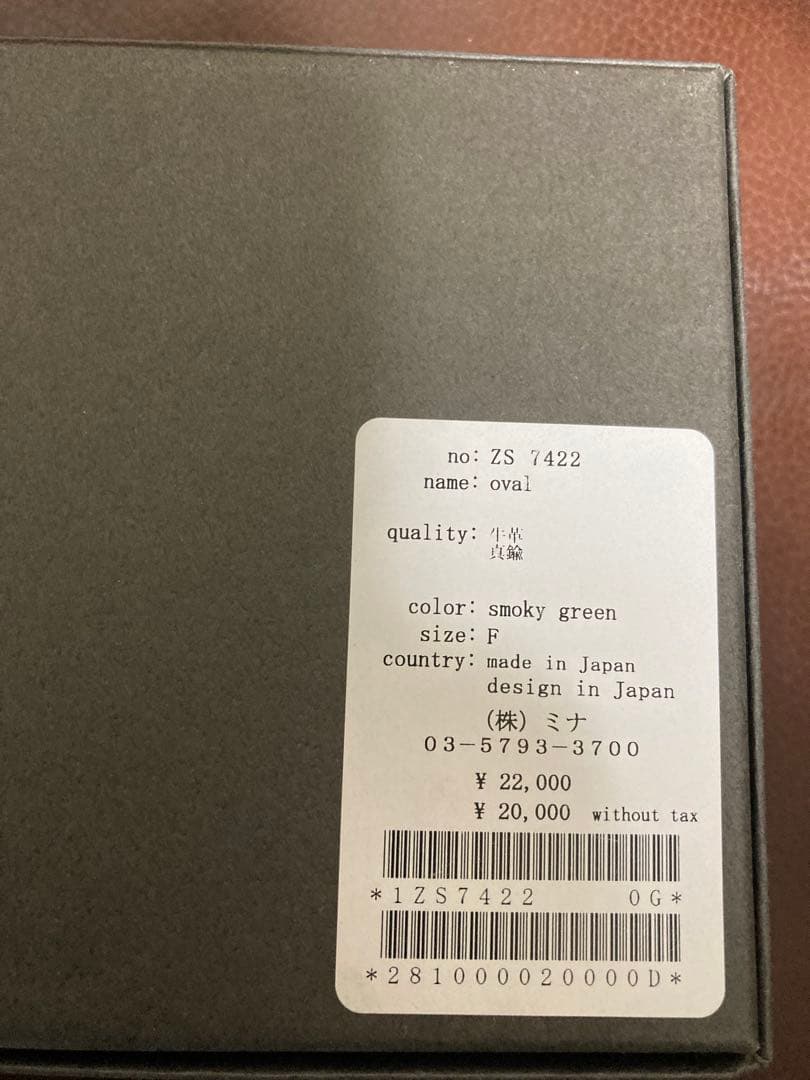 no: ZS 7422
name: oval
quality: 牛革
真鍮
color: smoky green
size: F
country: made in Japan
design in Japan
(株) ミナ
03-5793-3700
¥ 22,000
¥ 20,000 without tax
*1ZS7422 0G*
*281000020000D*